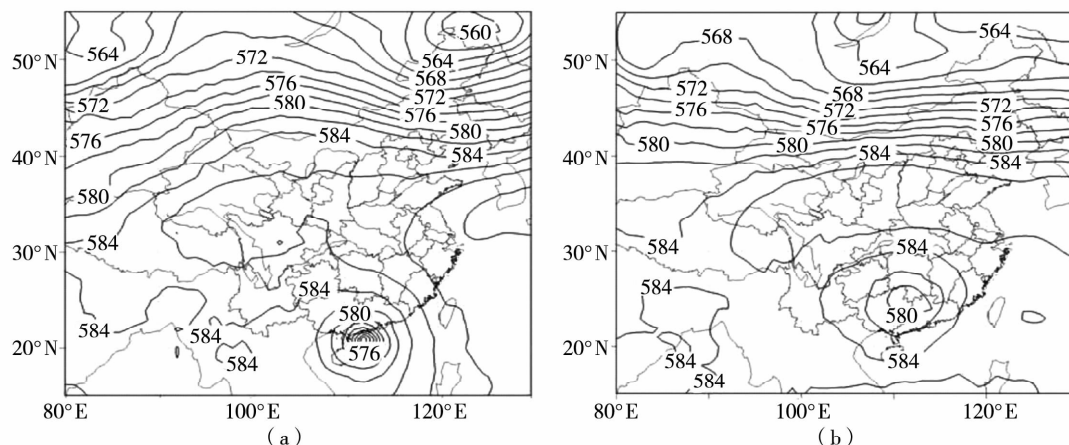 564 560 568 564
50°N 572 564 50°N 564
568 572 568
576 572 572
572 580 576 576 572
576 580 576
576 584 580 580 580
40°N 584 40°N 584 584
580
584 584 584
30°N 30°N
584 584
580 580
584 584
20°N 576 20°N 584
584 584
80°E 100°E 120°E 80°E 100°E 120°E
(a) (b)